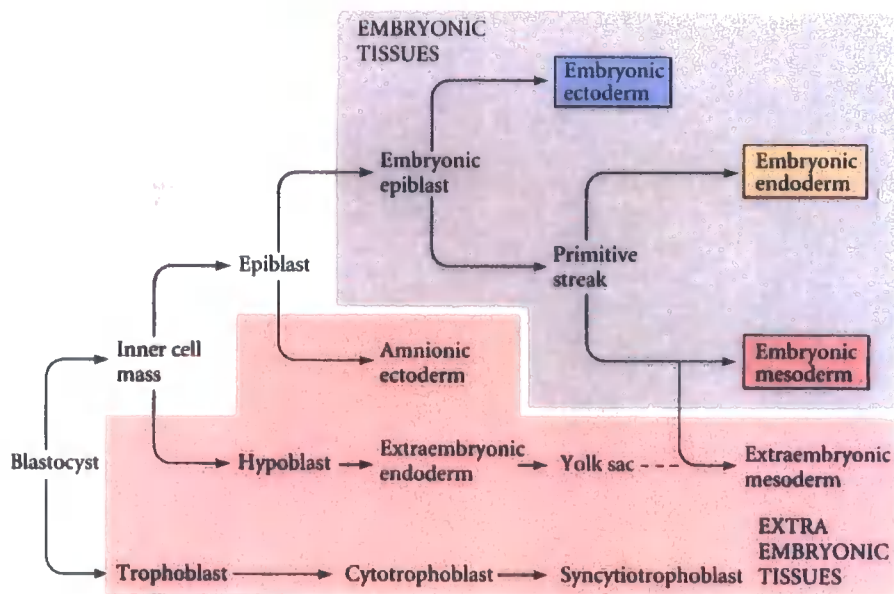 EMBRYONIC
TISSUES
Embryonic
ectoderm
Embryonic
epiblast
Embryonic
endoderm
Epiblast
Primitive
streak
Inner cell
mass
Amnionic
ectoderm
Embryonic
mesoderm
Blastocyst
Hypoblast
Extraembryonic
endoderm
Yolk sac
Extraembryonic
mesoderm
EXTRA
EMBRYONIC
TISSUES
Trophoblast
Cytotrophoblast
Syncytiotrophoblast